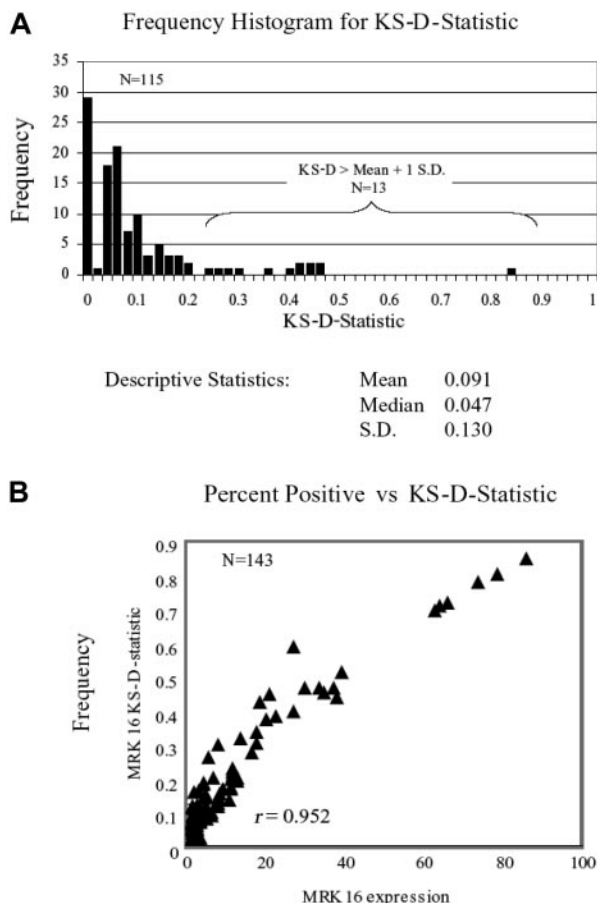 A
Frequency Histogram for KS-D-Statistic
N=115
35
30
25
20
15
10
5
0
Frequency
KS-D > Mean + 1 S.D.
N=13
0 0.1 0.2 0.3 0.4 0.5 0.6 0.7 0.8 0.9 1
KS-D-Statistic
Descriptive Statistics: Mean 0.091
Median 0.047
S.D. 0.130
B
Percent Positive vs KS-D-Statistic
N=143
0.9
0.8
0.7
0.6
0.5
0.4
0.3
0.2
0.1
0
Frequency
MRK 16 KS-D-statistic
r = 0.952
0 20 40 60 80 100
MRK 16 expression